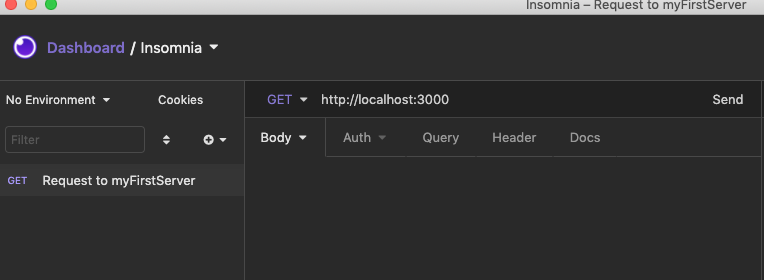 Insomnia – Request to myFirstServer
Dashboard / Insomnia
No Environment Cookies
GET http://localhost:3000 Send
Filter
Body Auth Query Header Docs
GET Request to myFirstServer